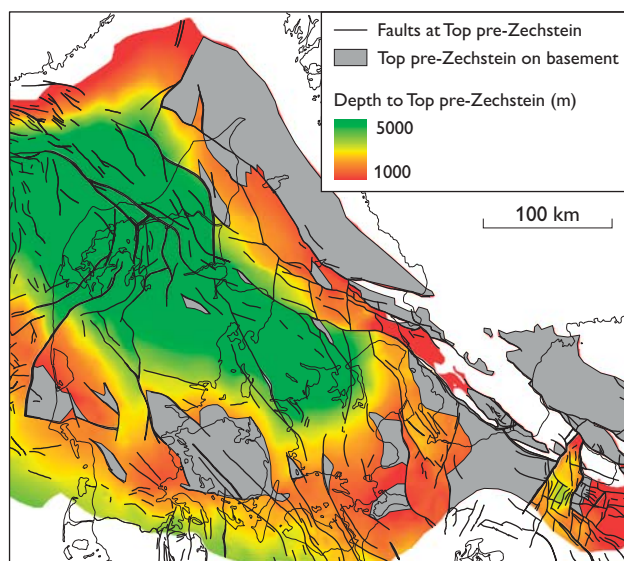 Faults at Top pre-Zechstein
Top pre-Zechstein on basement
Depth to Top pre-Zechstein (m)
5000
1000
100 km